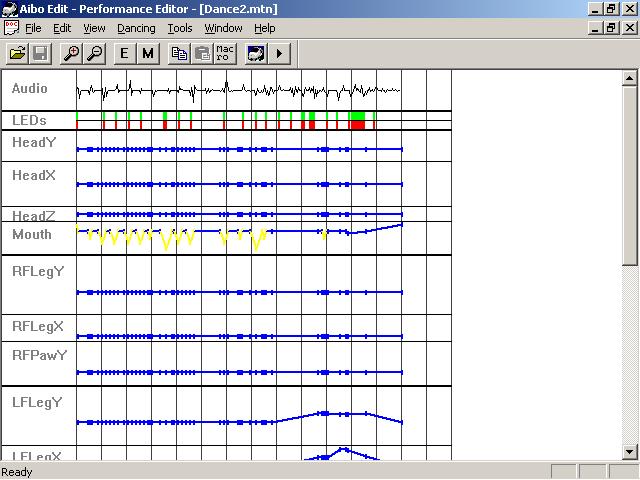 Aibo Edit - Performance Editor - [Dance2.mtn]
DOC File Edit View Dancing Tools Window Help
E M Mac ro
Audio
LEDs
HeadY
HeadX
HeadZ
Mouth
RFLegY
RFLegX
RFPawY
LFLegY
LFLegX
Ready